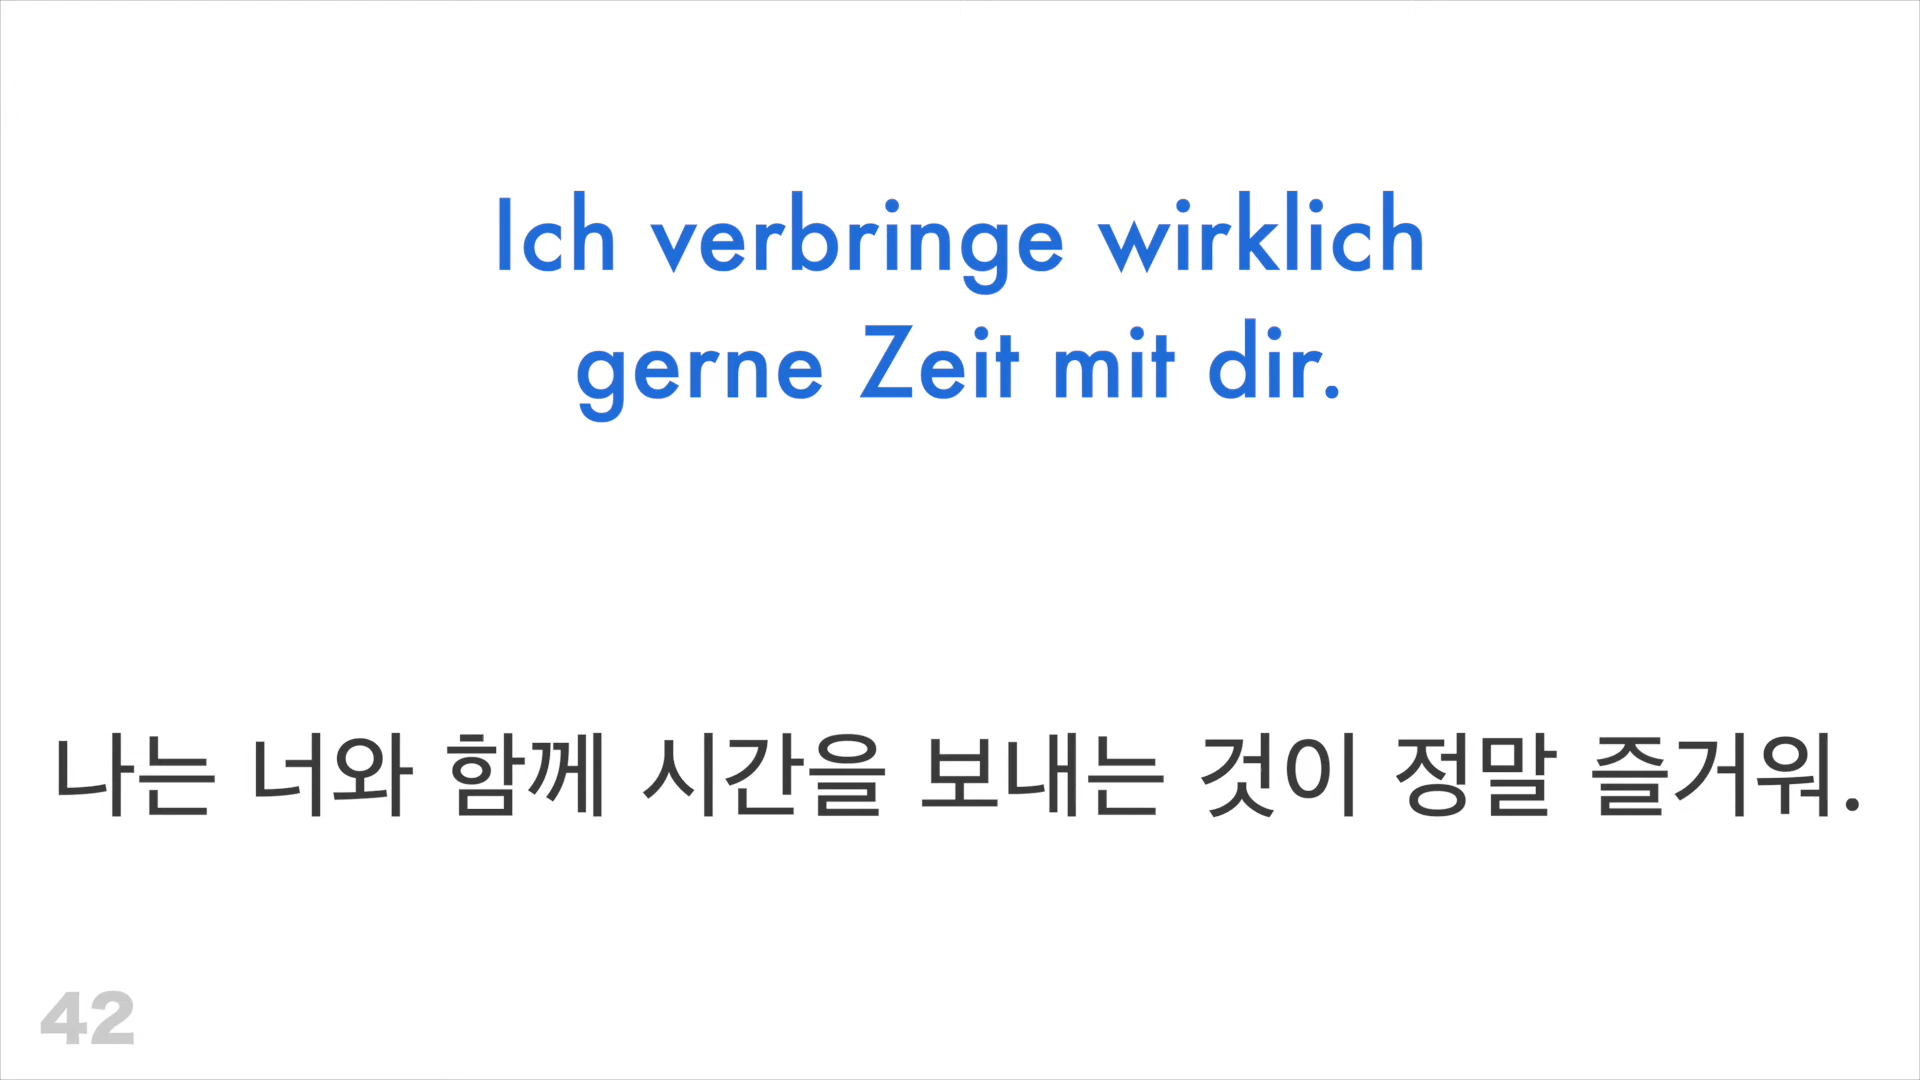 Ich verbringe wirklich
gerne Zeit mit dir.
나는 너와 함께 시간을 보내는 것이 정말 즐거워.
42